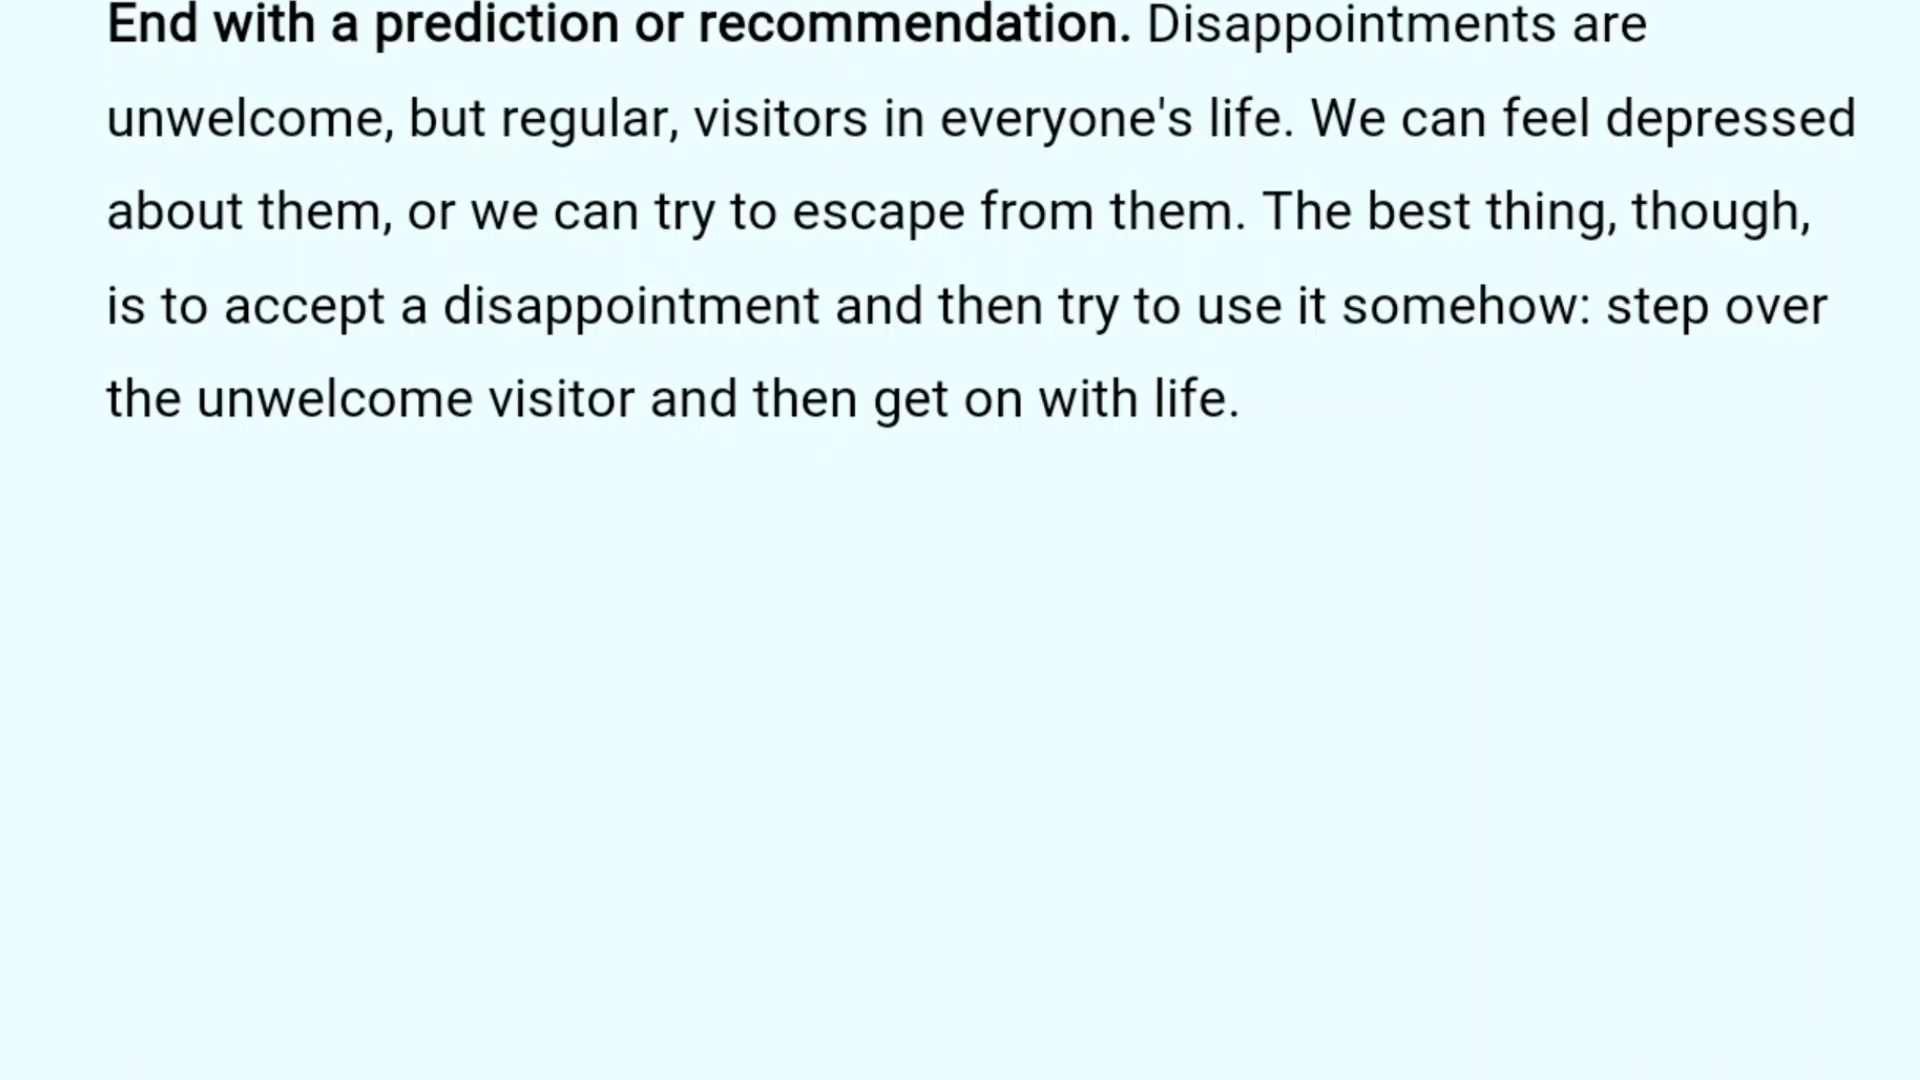 End with a prediction or recommendation. Disappointments are
unwelcome, but regular, visitors in everyone's life. We can feel depressed
about them, or we can try to escape from them. The best thing, though,
is to accept a disappointment and then try to use it somehow: step over
the unwelcome visitor and then get on with life.